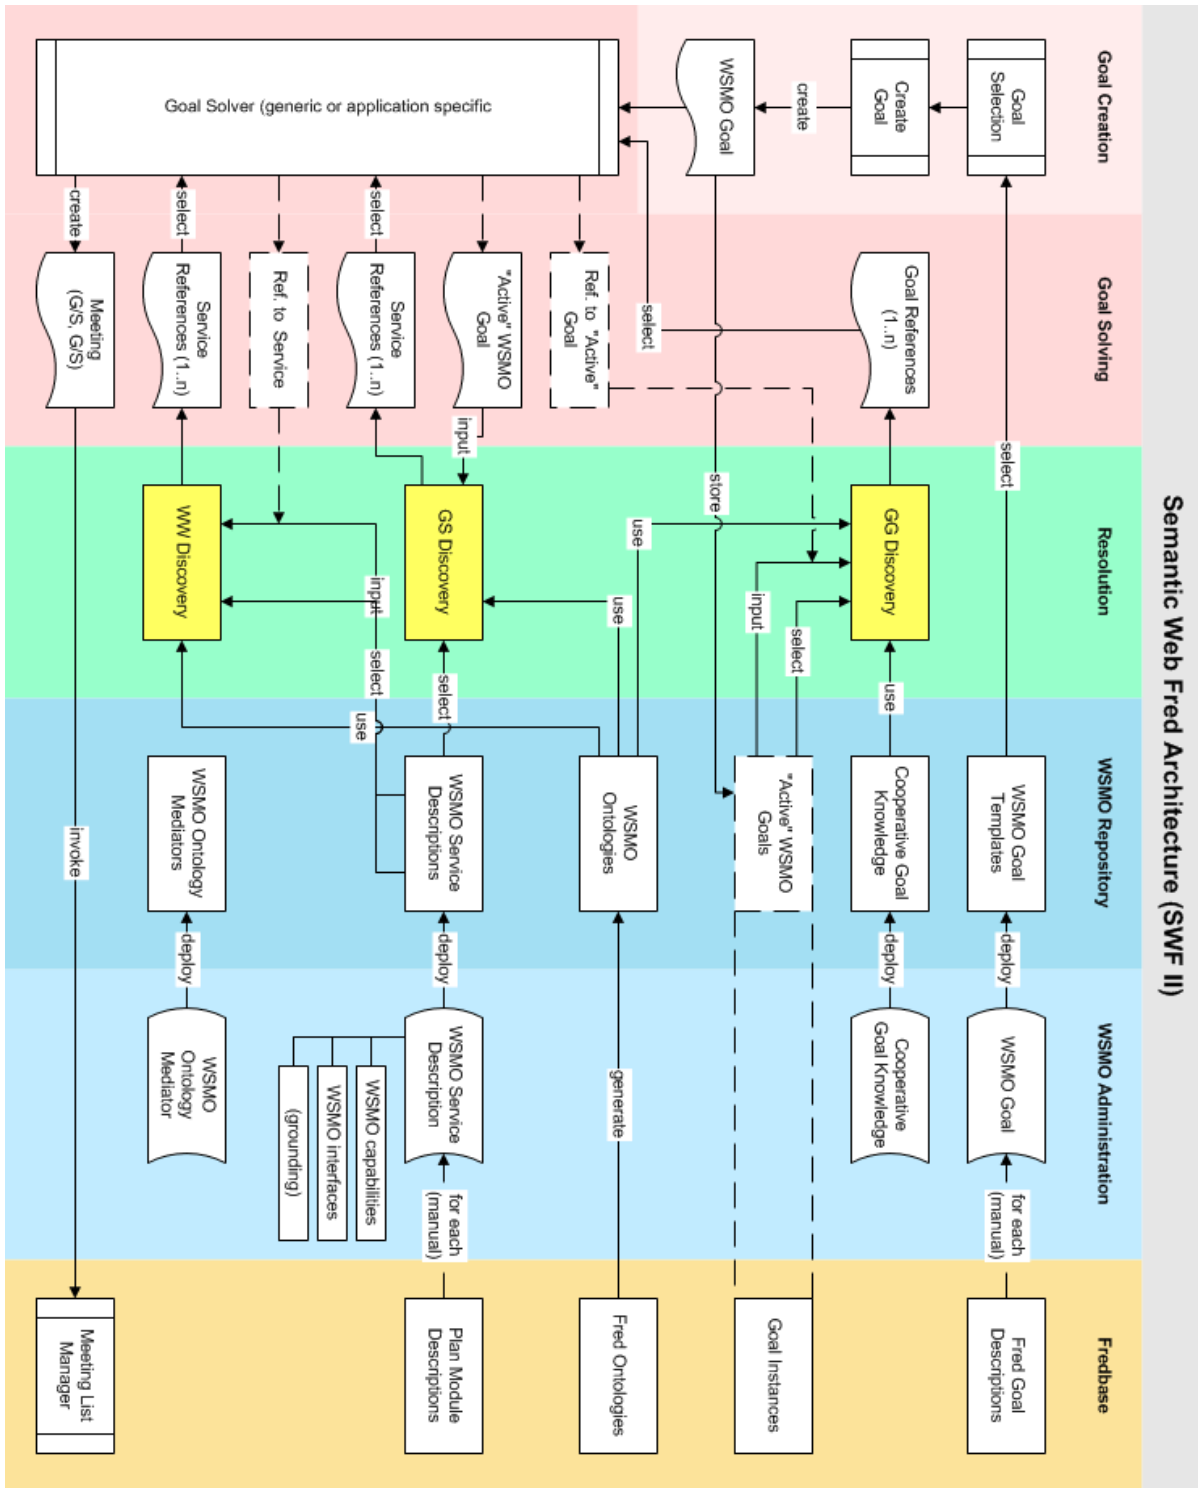 Semantic Web Fred Architecture (SWF II)
Goal Creation
Goal Solving
Resolution
WSMO Repository
WSMO Administration
Fredbase
Goal
Selection
Create
Goal
create
WSMO Goal
Goal Solver (generic or application specific
select
Goal References
(1..n)
select
Ref. to "Active"
Goal
"Active" WSMO
Goal
select
Service
References (1..n)
Ref. to Service
select
Service
References (1..n)
create
Meeting
(G/S, G/S)
input
store
GG Discovery
use
use
input
select
GS Discovery
WW Discovery
input
select
select
use
use
WSMO Goal
Templates
Cooperative Goal
Knowledge
"Active" WSMO
Goals
WSMO
Ontologies
WSMO Service
Descriptions
WSMO Ontology
Mediators
invoke
deploy
deploy
deploy
deploy
WSMO Goal
Cooperative
Goal Knowledge
generate
WSMO Service
Description
WSMO capabilities
WSMO interfaces
(grounding)
WSMO
Ontology
Mediator
for each
(manual)
for each
(manual)
Fred Goal
Descriptions
Goal Instances
Fred Ontologies
Plan Module
Descriptions
Meeting List
Manager